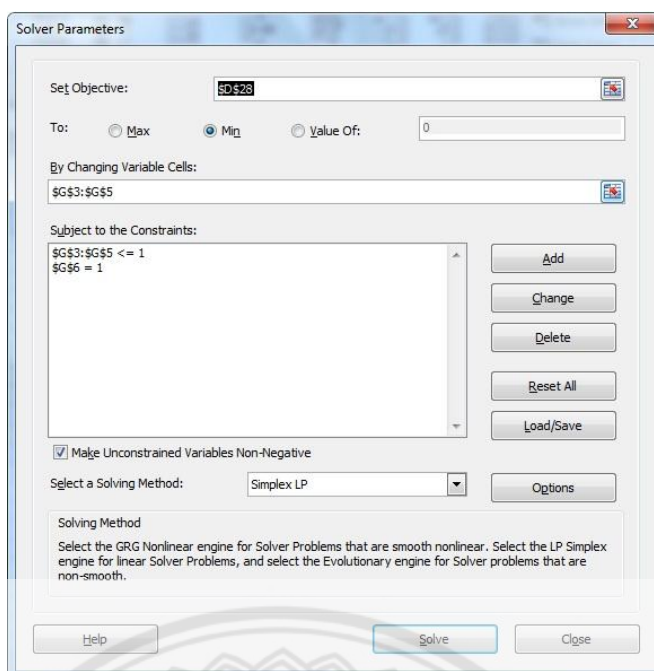 Solver Parameters
Set Objective: $D$28
To: Max Min Value Of: 0
By Changing Variable Cells:
$G$3:$G$5
Subject to the Constraints:
$G$3:$G$5 <= 1
$G$6 = 1
Add
Change
Delete
Reset All
Load/Save
Make Unconstrained Variables Non-Negative
Select a Solving Method: Simplex LP Options
Solving Method
Select the GRG Nonlinear engine for Solver Problems that are smooth nonlinear. Select the LP Simplex
engine for linear Solver Problems, and select the Evolutionary engine for Solver problems that are
non-smooth.
Help Solve Close